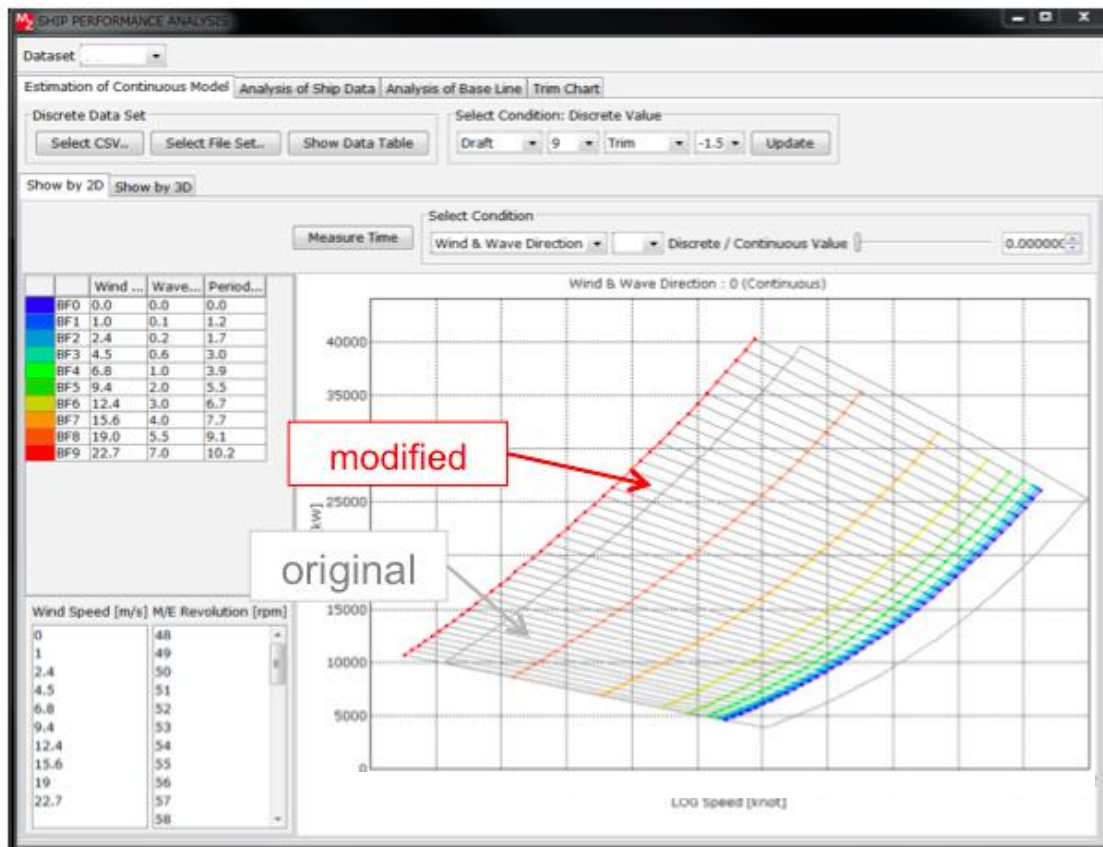 MZ SHIP PERFORMANCE ANALYSIS
Dataset
Estimation of Continuous Model Analysis of Ship Data Analysis of Base Line Trim Chart
Discrete Data Set
Select CSV.. Select File Set.. Show Data Table
Select Condition: Discrete Value
Draft 9 Trim -1.5 Update
Show by 2D Show by 3D
Measure Time
Select Condition
Wind & Wave Direction Discrete / Continuous Value 0.000000
Wind ... Wave... Period...
BF0 0.0 0.0 0.0
BF1 1.0 0.1 1.2
BF2 2.4 0.2 1.7
BF3 4.5 0.6 3.0
BF4 6.8 1.0 3.9
BF5 9.4 2.0 5.5
BF6 12.4 3.0 6.7
BF7 15.6 4.0 7.7
BF8 19.0 5.5 9.1
BF9 22.7 7.0 10.2
Wind & Wave Direction : 0 (Continuous)
40000
35000
modified
25000
kW]
original
15000
10000
5000
0
LOG Speed [knot]
Wind Speed [m/s] M/E Revolution [rpm]
0 48
1 49
2.4 50
4.5 51
6.8 52
9.4 53
12.4 54
15.6 55
19 56
22.7 57
58